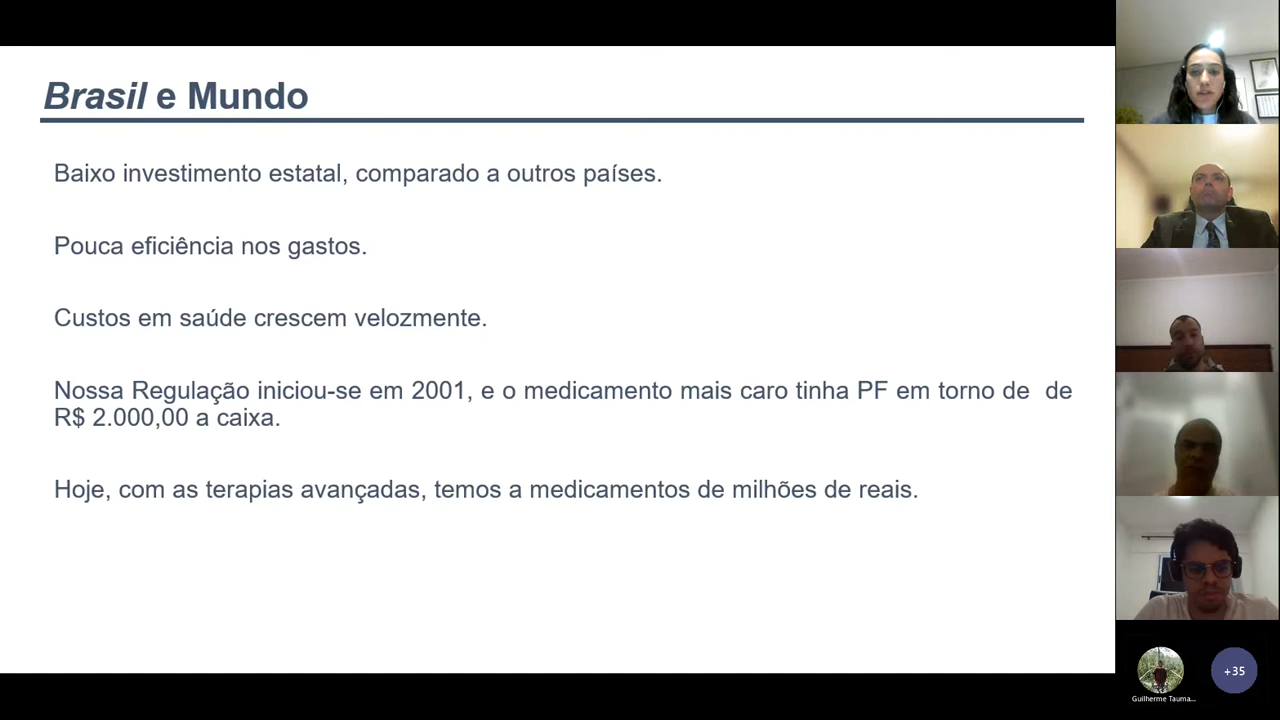 Brasil e Mundo
Baixo investimento estatal, comparado a outros países.
Pouca eficiência nos gastos.
Custos em saúde crescem velozmente.
Nossa Regulação iniciou-se em 2001, e o medicamento mais caro tinha PF em torno de de
R$ 2.000,00 a caixa.
Hoje, com as terapias avançadas, temos a medicamentos de milhões de reais.
+35
Guilherme Tauma...